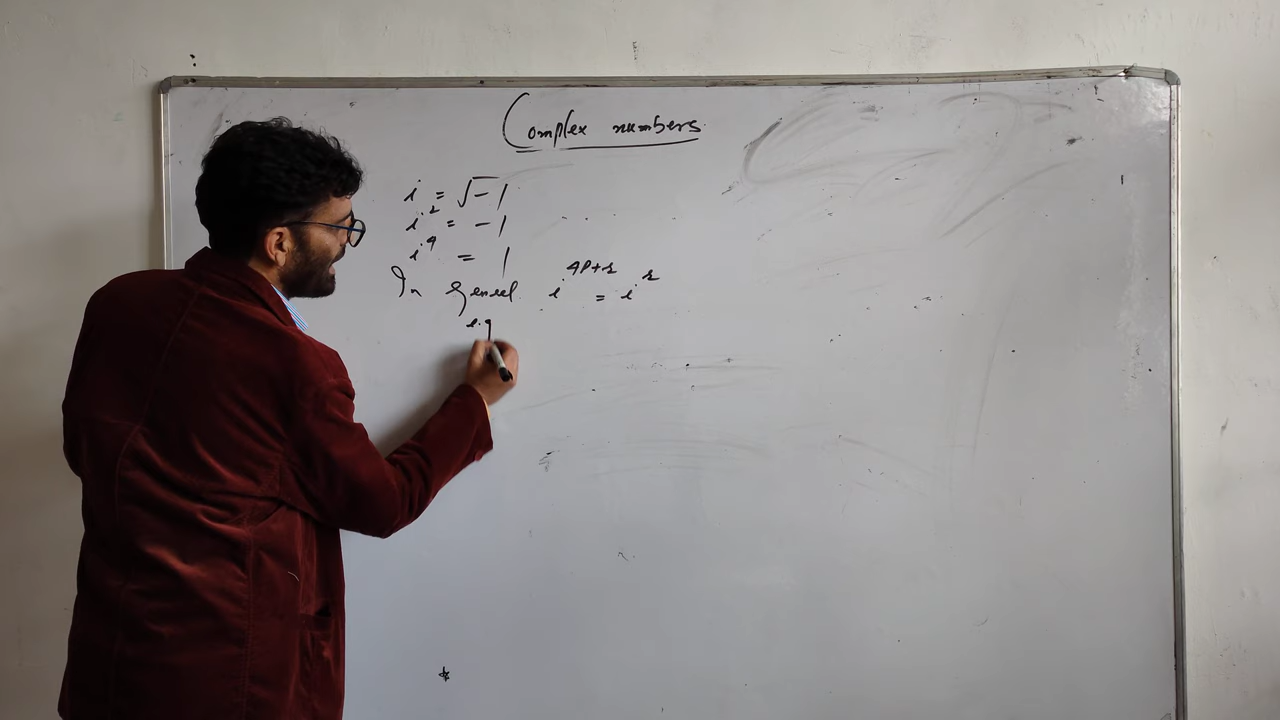 Complex numbers
i = √-1
i² = -1
i⁴ = 1
In General i^{4p+r} = i^r
e.g